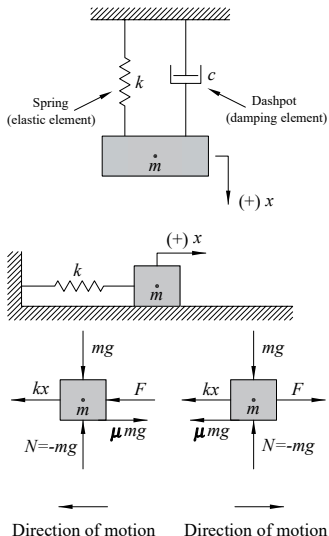 k
c
Spring
(elastic element)
Dashpot
(damping element)
m
(+) x
(+) x
k
m
mg
mg
kx
F
kx
F
m
m
μmg
μmg
N=-mg
N=-mg
Direction of motion
Direction of motion